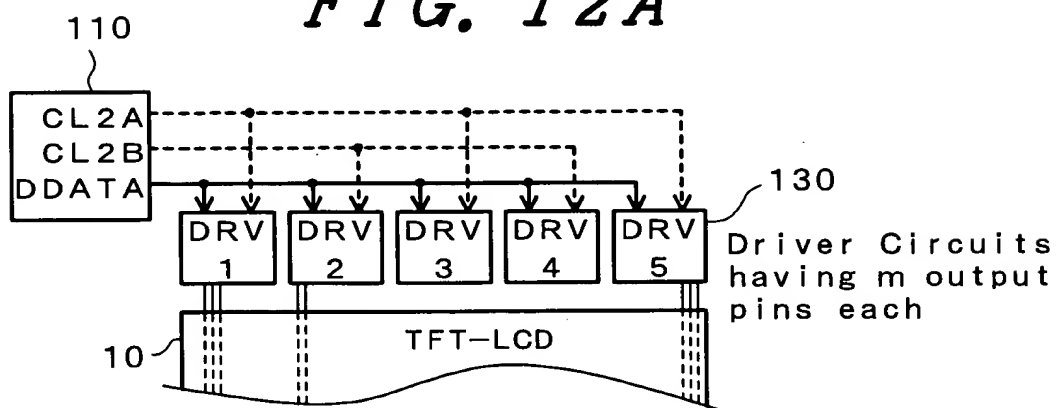 FIG. 12A
110
CL2A
CL2B
DDATA
130
DRV 1
DRV 2
DRV 3
DRV 4
DRV 5
Driver Circuits
having m output
pins each
10
TFT-LCD